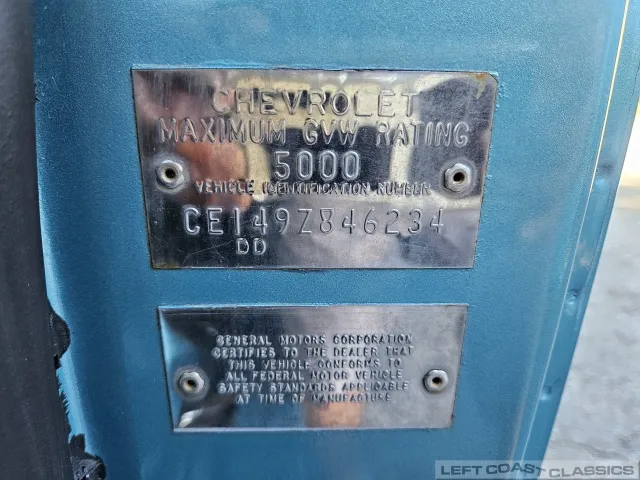 CHEVROLET
MAXIMUM GVW RATING
5000
VEHICLE IDENTIFICATION NUMBER
CE149Z846234
DD
GENERAL MOTORS CORPORATION
CERTIFIES TO THE DEALER THAT
THIS VEHICLE CONFORMS TO
ALL FEDERAL MOTOR VEHICLE
SAFETY STANDARDS APPLICABLE
AT TIME OF MANUFACTURE
LEFT COAST CLASSICS